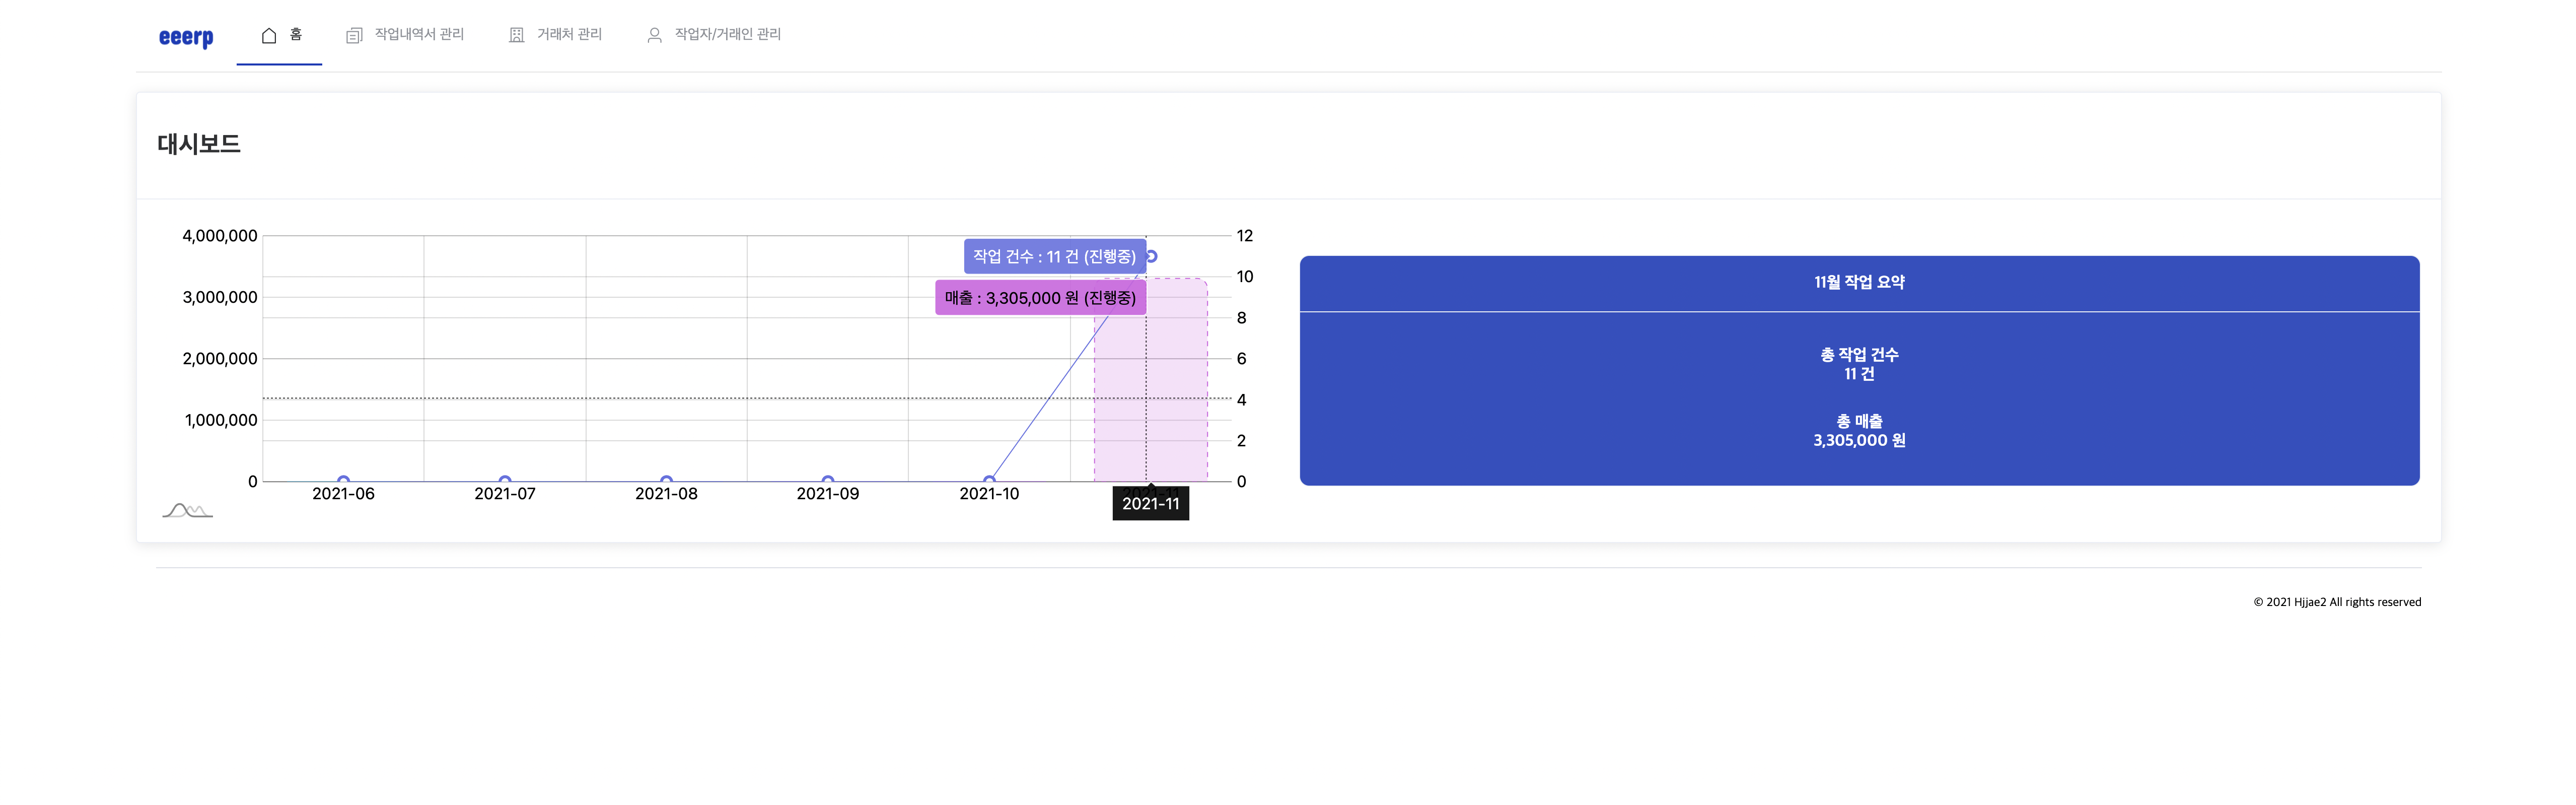 eeerp
홈
작업내역서 관리
거래처 관리
작업자/거래인 관리
대시보드
4,000,000
3,000,000
2,000,000
1,000,000
0
12
10
8
6
4
2
0
작업 건수 : 11 건 (진행중)
매출 : 3,305,000 원 (진행중)
2021-06
2021-07
2021-08
2021-09
2021-10
2021-11
11월 작업 요약
총 작업 건수
11 건
총 매출
3,305,000 원
© 2021 Hjjae2 All rights reserved